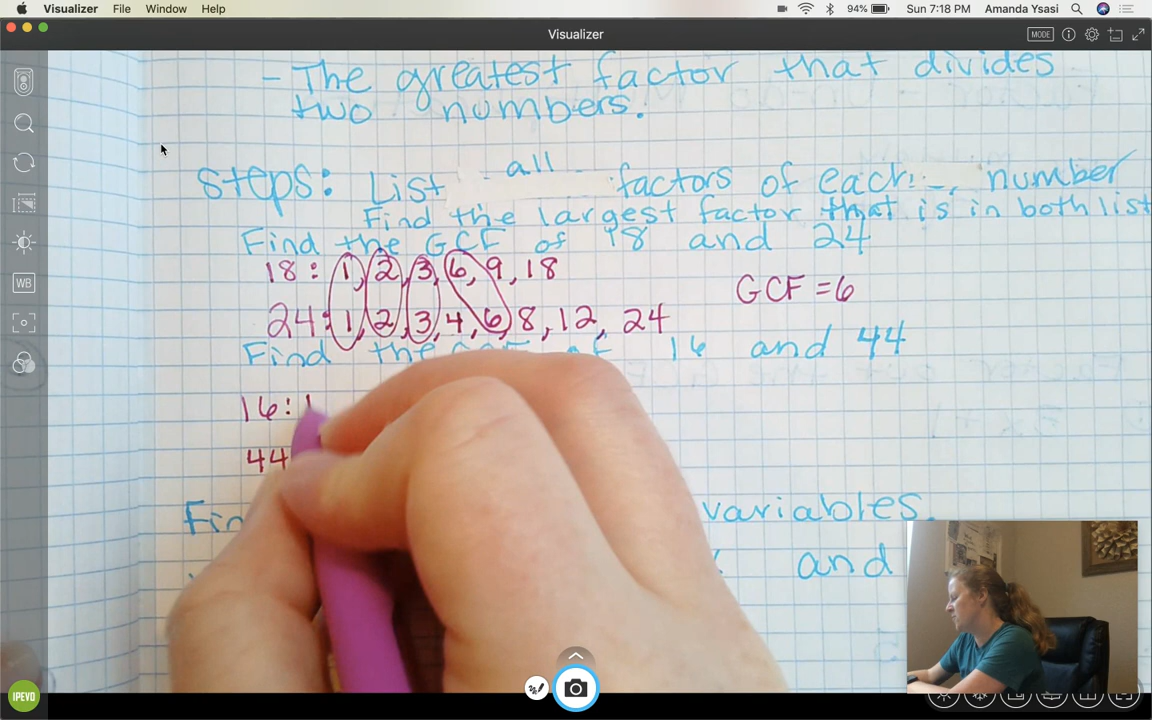 Visualizer File Window Help 94% Sun 7:18 PM Amanda Ysasi
Visualizer
MODE
- The greatest factor that divides
two numbers.
Steps: List all factors of each number
Find the largest factor that is in both list
Find the GCF of 18 and 24
18: 1, 2, 3, 6, 9, 18
GCF = 6
24: 1, 2, 3, 4, 6, 8, 12, 24
Find the GCF of 16 and 44
16: 1
44
variables.
and
WB
IPEVO